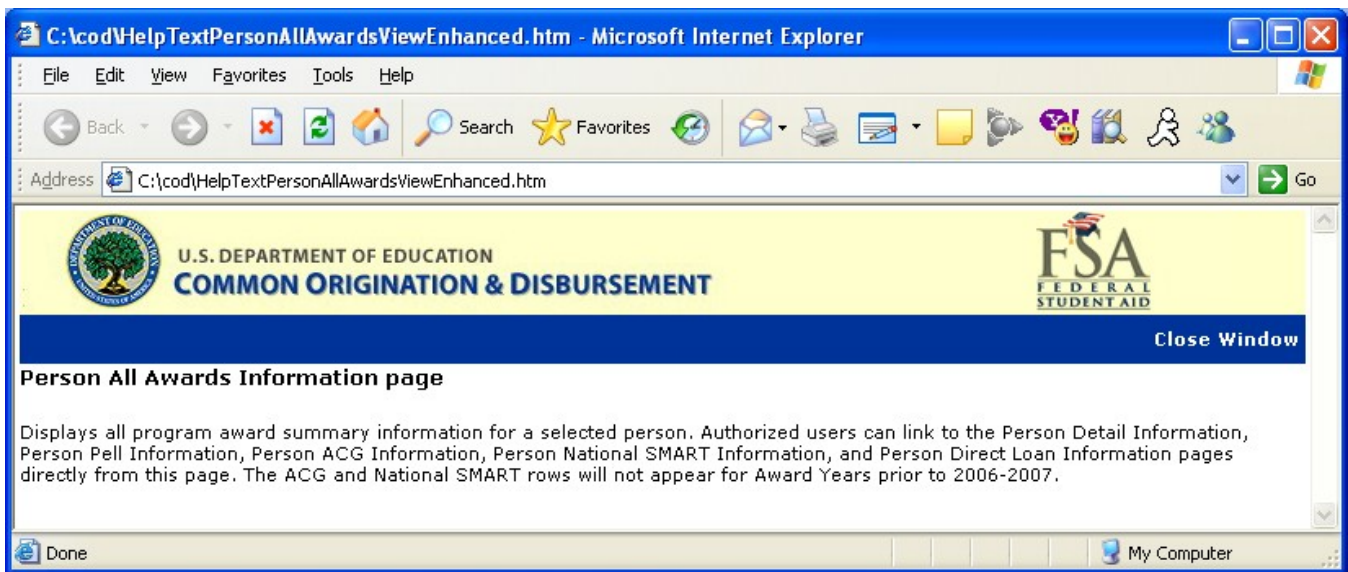 C:\cod\HelpTextPersonAllAwardsViewEnhanced.htm - Microsoft Internet Explorer
File Edit View Favorites Tools Help
Back Search Favorites
Address C:\cod\HelpTextPersonAllAwardsViewEnhanced.htm Go
U.S. DEPARTMENT OF EDUCATION
COMMON ORIGINATION & DISBURSEMENT
FSA
FEDERAL
STUDENT AID
Close Window
Person All Awards Information page
Displays all program award summary information for a selected person. Authorized users can link to the Person Detail Information,
Person Pell Information, Person ACG Information, Person National SMART Information, and Person Direct Loan Information pages
directly from this page. The ACG and National SMART rows will not appear for Award Years prior to 2006-2007.
Done My Computer